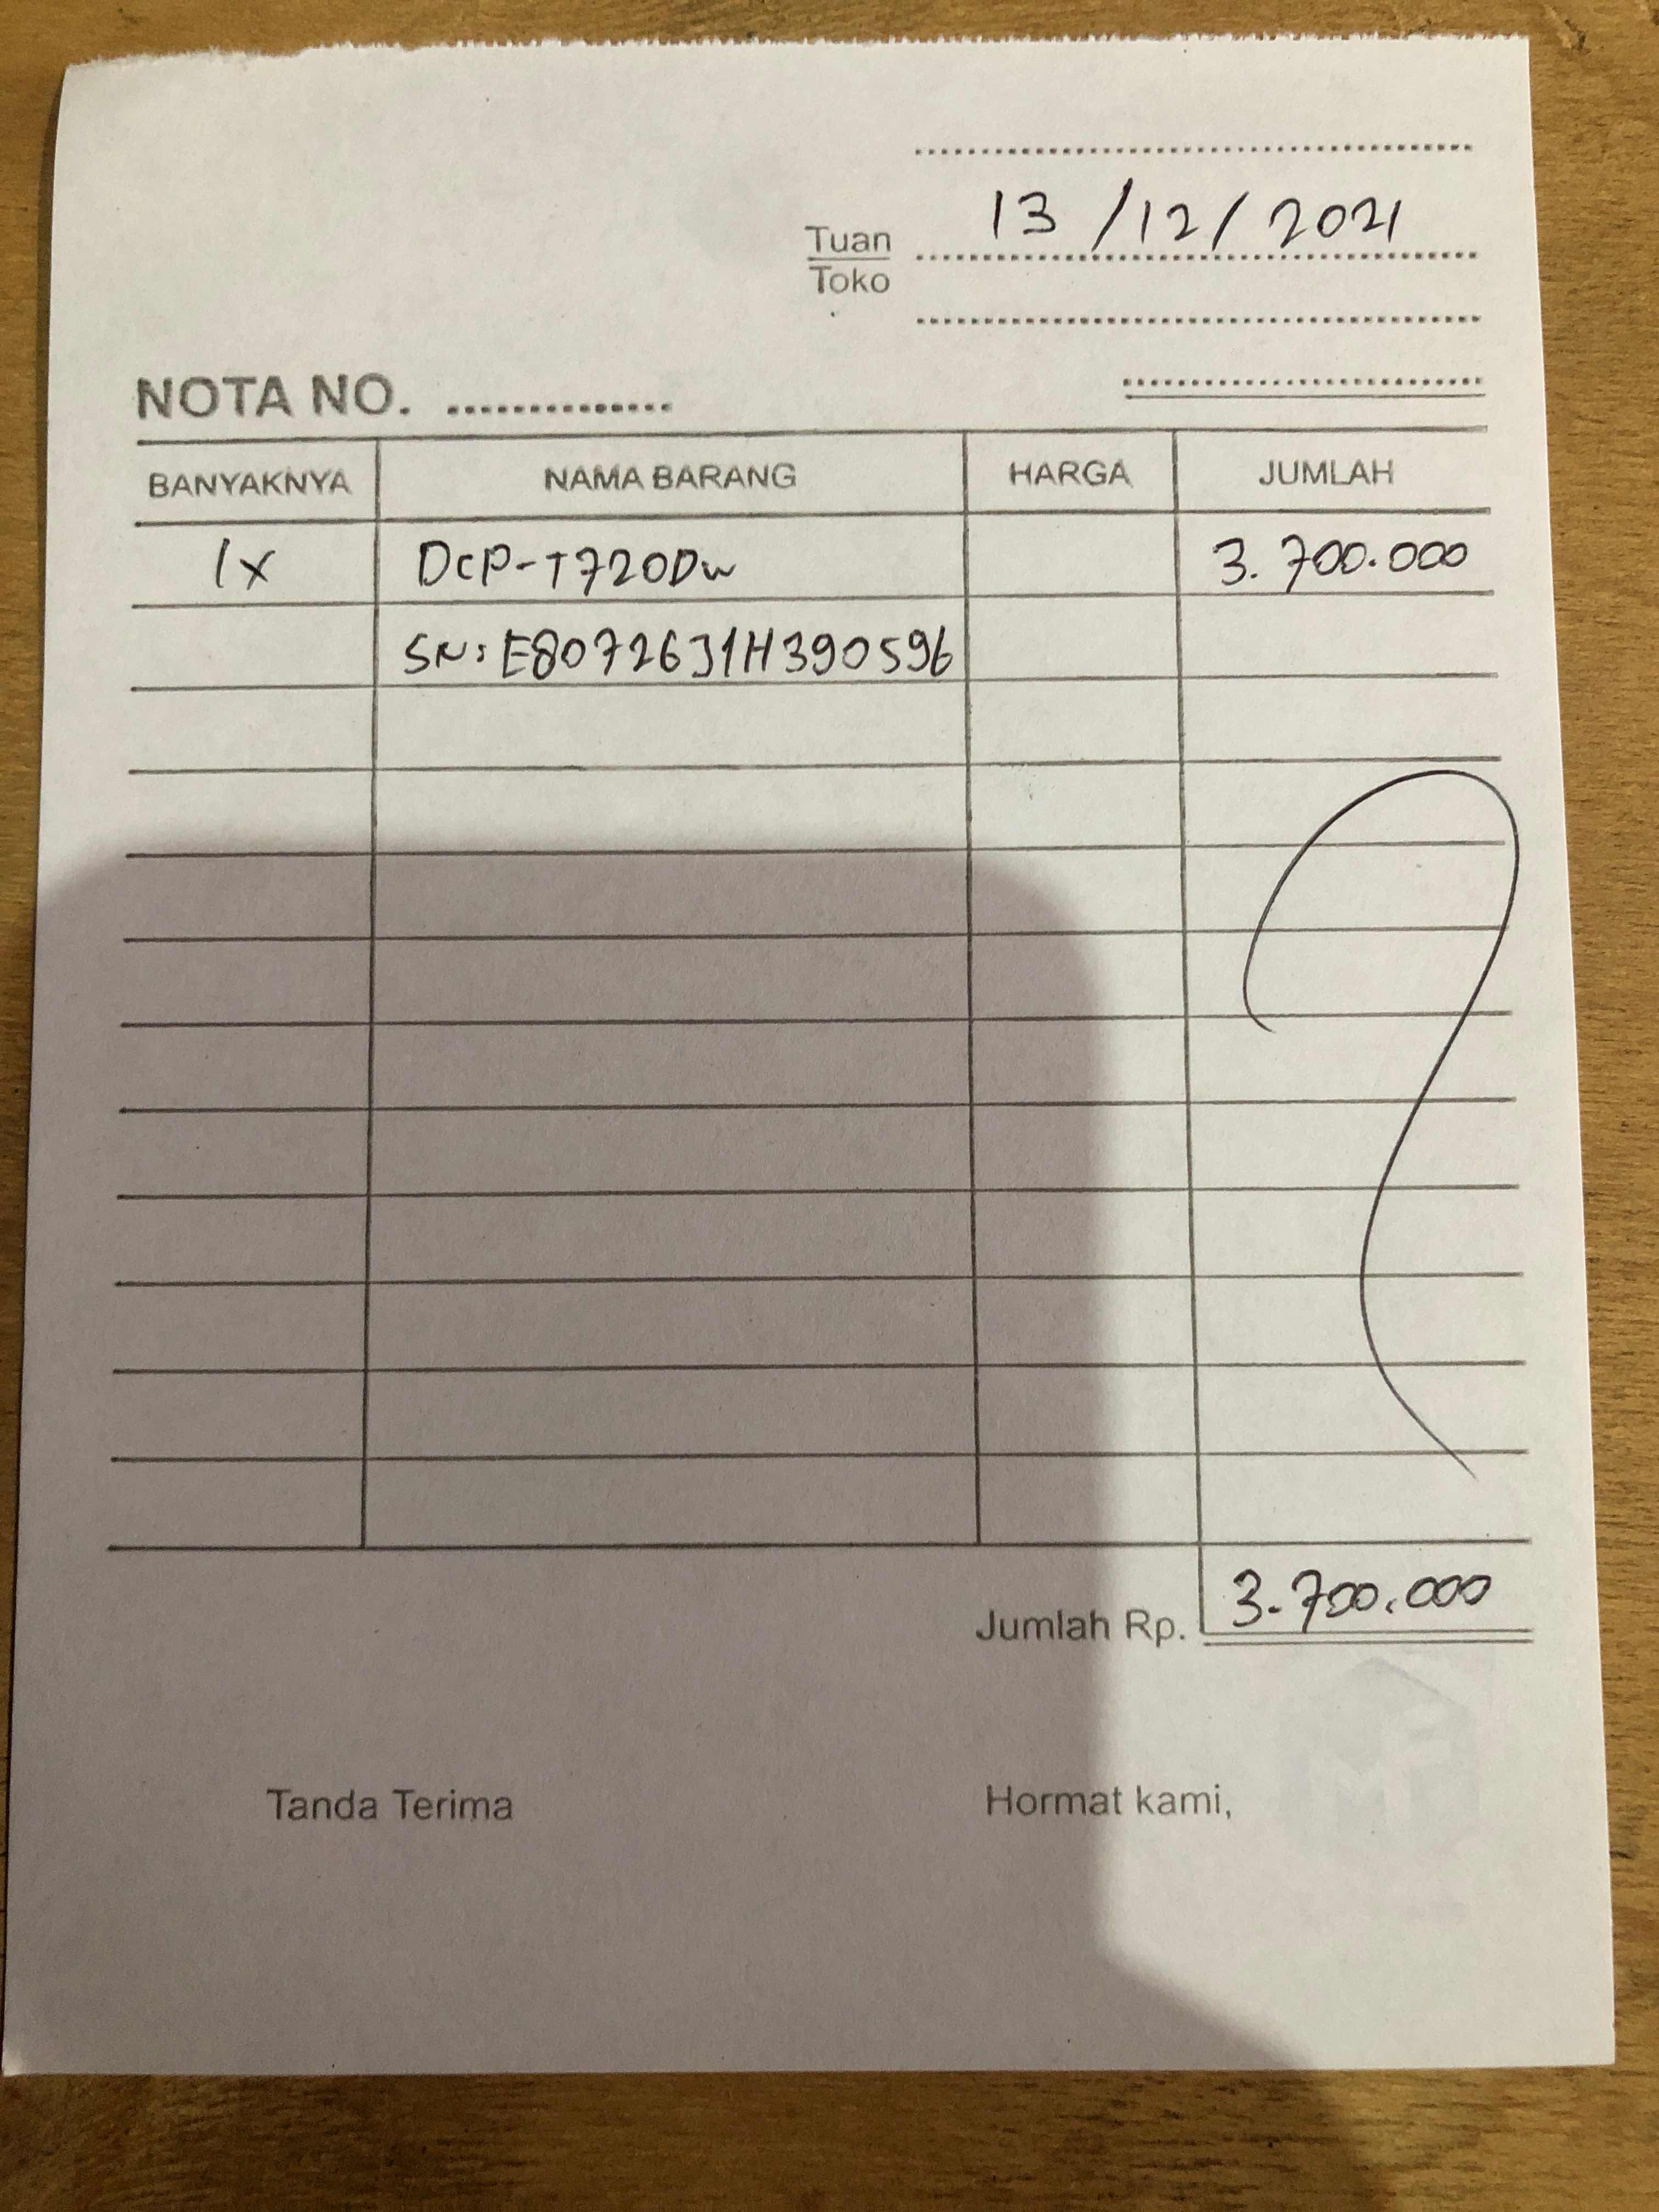 13/12/2021
Tuan
Toko
NOTA NO. ..............
BANYAKNYA NAMA BARANG HARGA JUMLAH
1x DCP-T720DW 3.700.000
SN: E80726J1H390596
Jumlah Rp. 3.700.000
Tanda Terima Hormat kami,